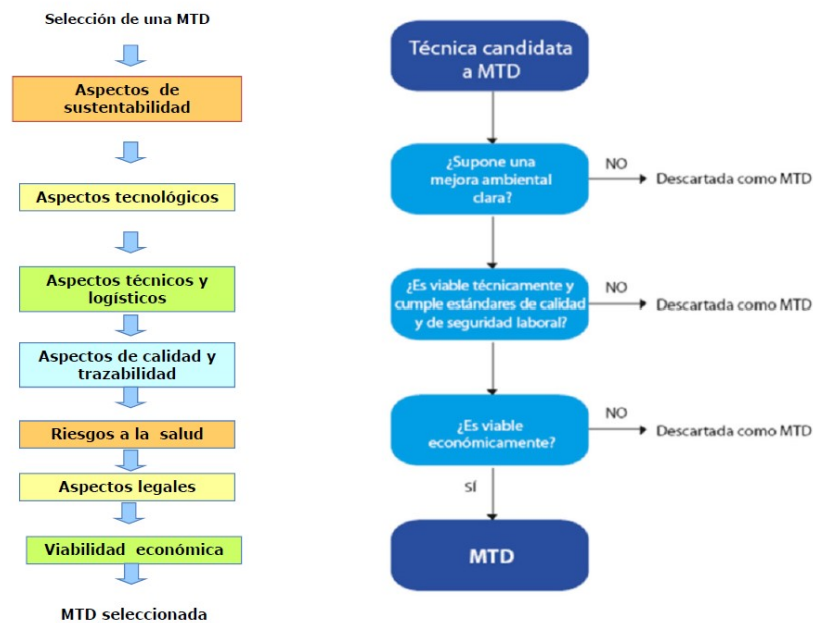 Selección de una MTD
Aspectos de
sustentabilidad
Aspectos tecnológicos
Aspectos técnicos y
logísticos
Aspectos de calidad y
trazabilidad
Riesgos a la salud
Aspectos legales
Viabilidad económica
MTD seleccionada
Técnica candidata
a MTD
¿Supone una
mejora ambiental
clara?
NO
Descartada como MTD
¿Es viable técnicamente y
cumple estándares de calidad
y de seguridad laboral?
NO
Descartada como MTD
¿Es viable
económicamente?
NO
Descartada como MTD
SÍ
MTD